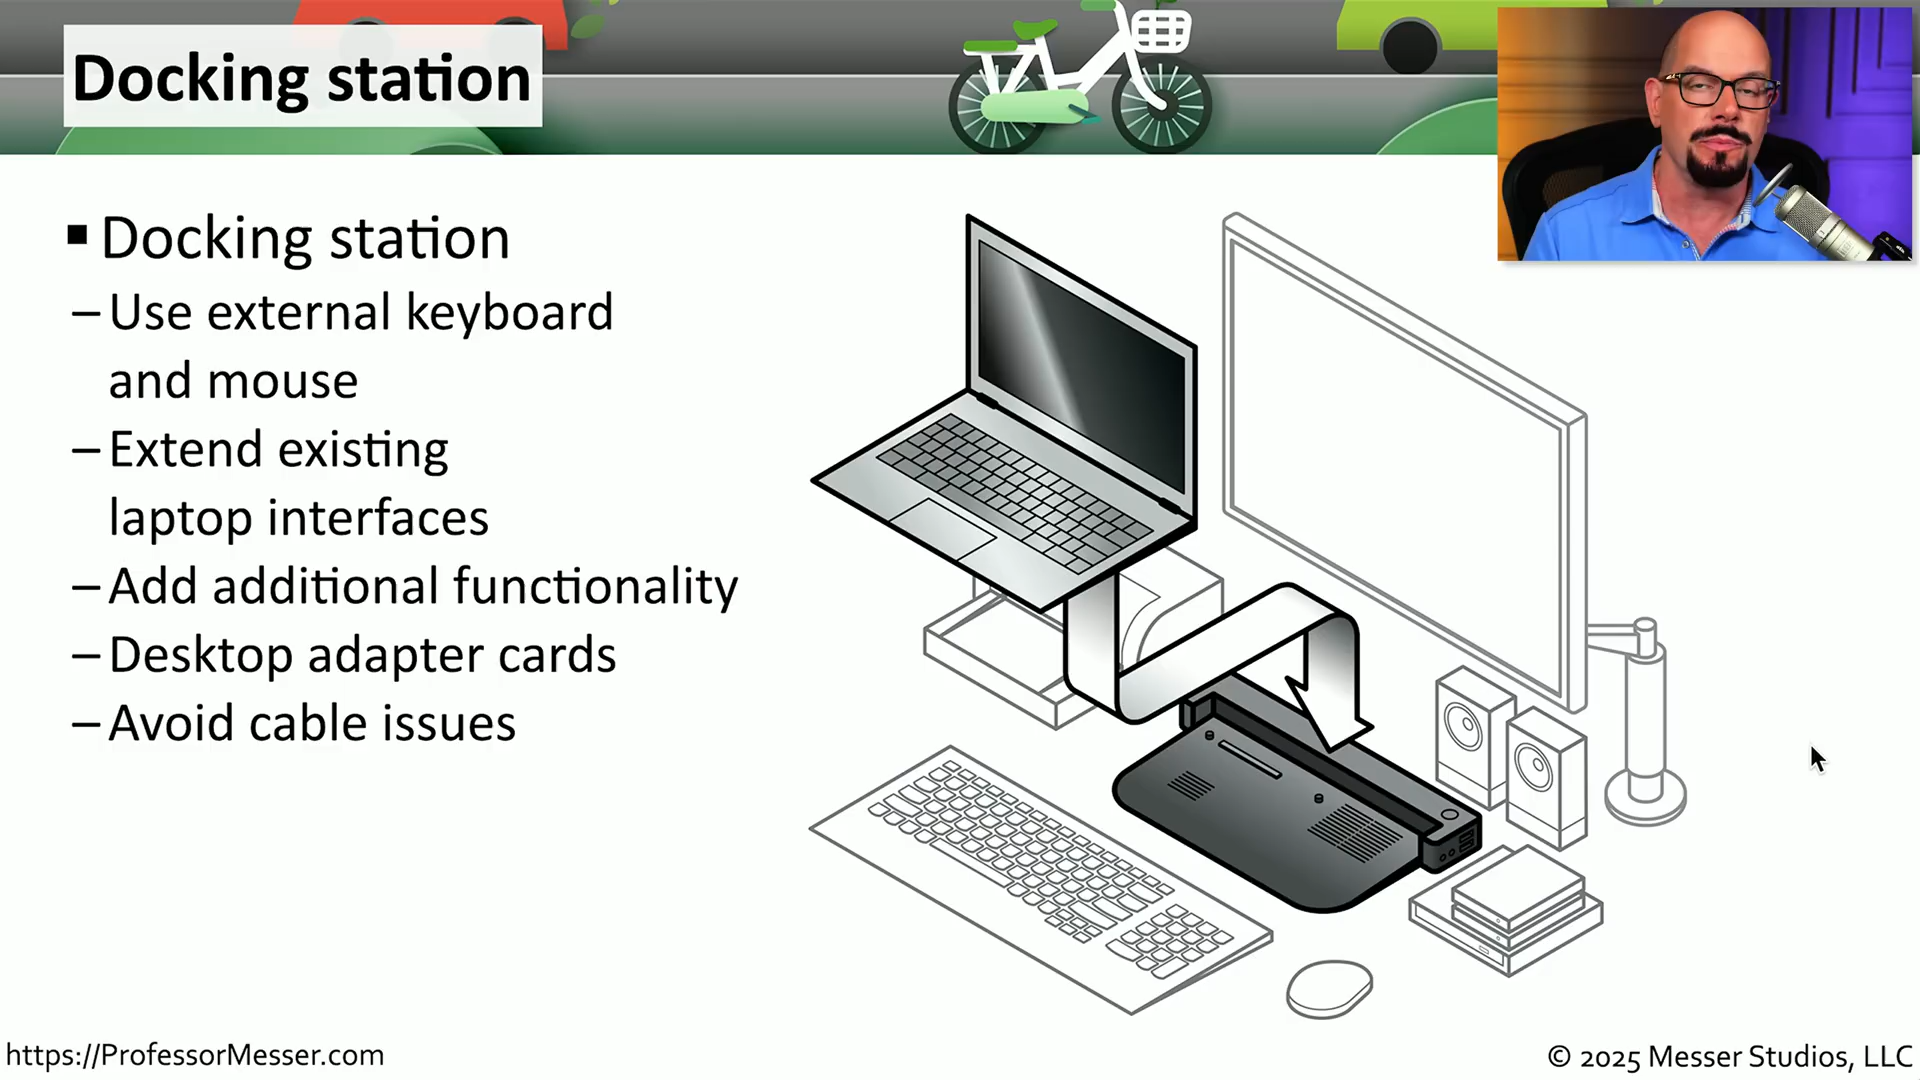 Docking station
▪ Docking station
– Use external keyboard
and mouse
– Extend existing
laptop interfaces
– Add additional functionality
– Desktop adapter cards
– Avoid cable issues
https://ProfessorMesser.com
© 2025 Messer Studios, LLC